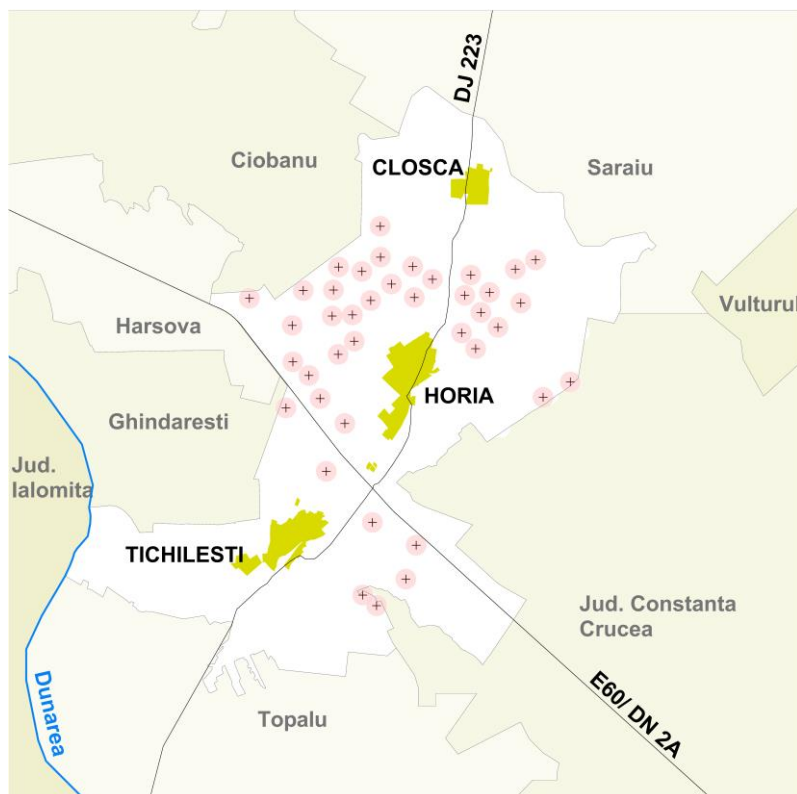 DJ 223
Ciobanu
CLOSCA
Saraiu
Vulturul
Harsova
HORIA
Ghindaresti
Jud.
Ialomita
TICHILESTI
Jud. Constanta
Crucea
Dunarea
E60/ DN 2A
Topalu